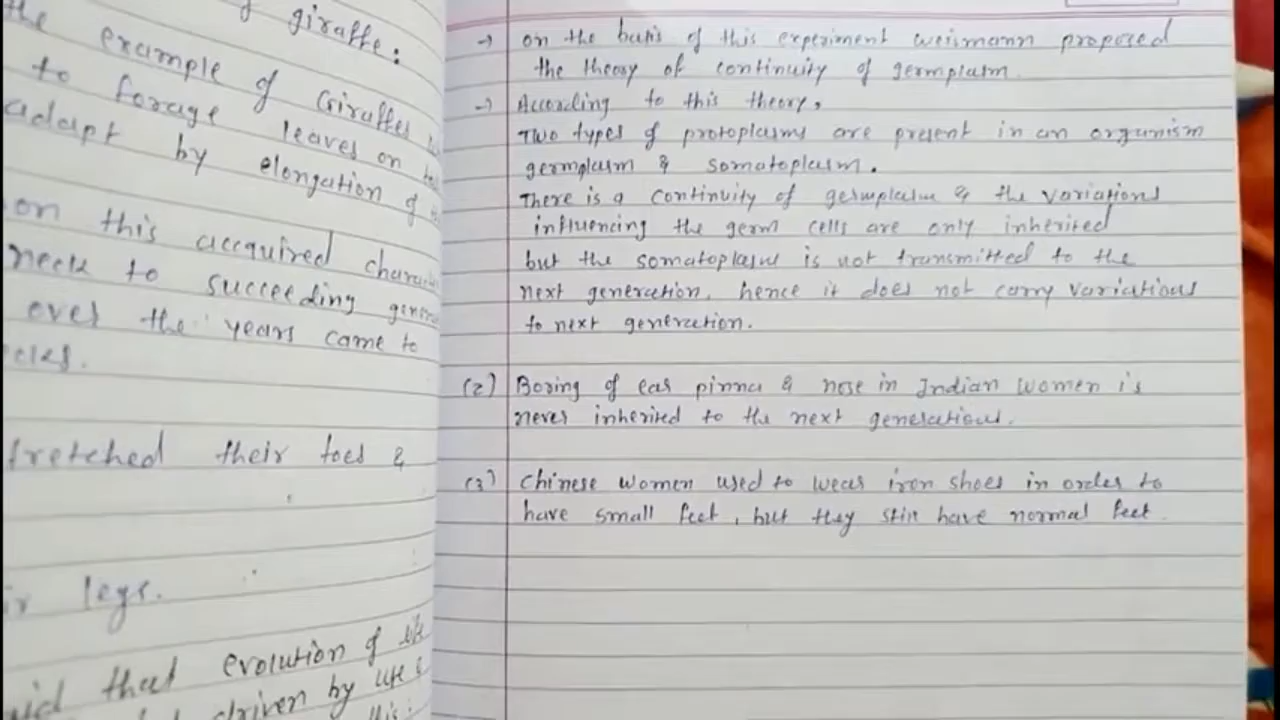 giraffe:
the example of Giraffes
to forage leaves on
adapt by elongation of
on this accquired
neck to succeeding
over the years came to
stretched their toes &
legs.
that evolution of life
driven by use &
→ on the basis of this experiment weismann proposed
the theory of continuity of germplasm
→ According to this theory,
Two types of protoplasms are present in an organism
germplasm & somatoplasm.
There is a continuity of germplasm & the variations
influencing the germ cells are only inherited
but the somatoplasm is not transmitted to the
next generation, hence it does not carry variations
to next generation.
(2) Boring of ear pinna & nose in Indian women is
never inherited to the next generations.
(3) Chinese women used to wear iron shoes in order to
have small feet, but they still have normal feet.